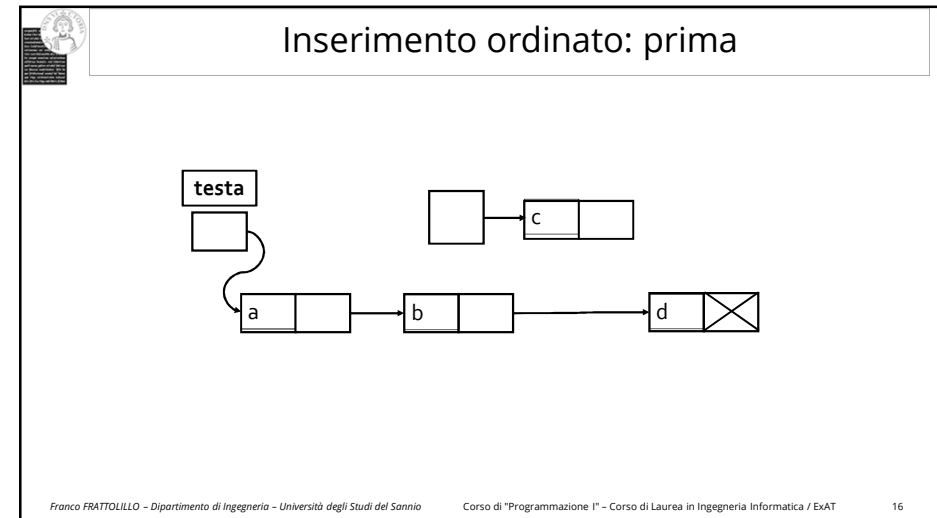 Inserimento ordinato: prima
testa
c
a b d
Franco FRATTOLILLO – Dipartimento di Ingegneria – Università degli Studi del Sannio Corso di "Programmazione I" – Corso di Laurea in Ingegneria Informatica / ExAT 16